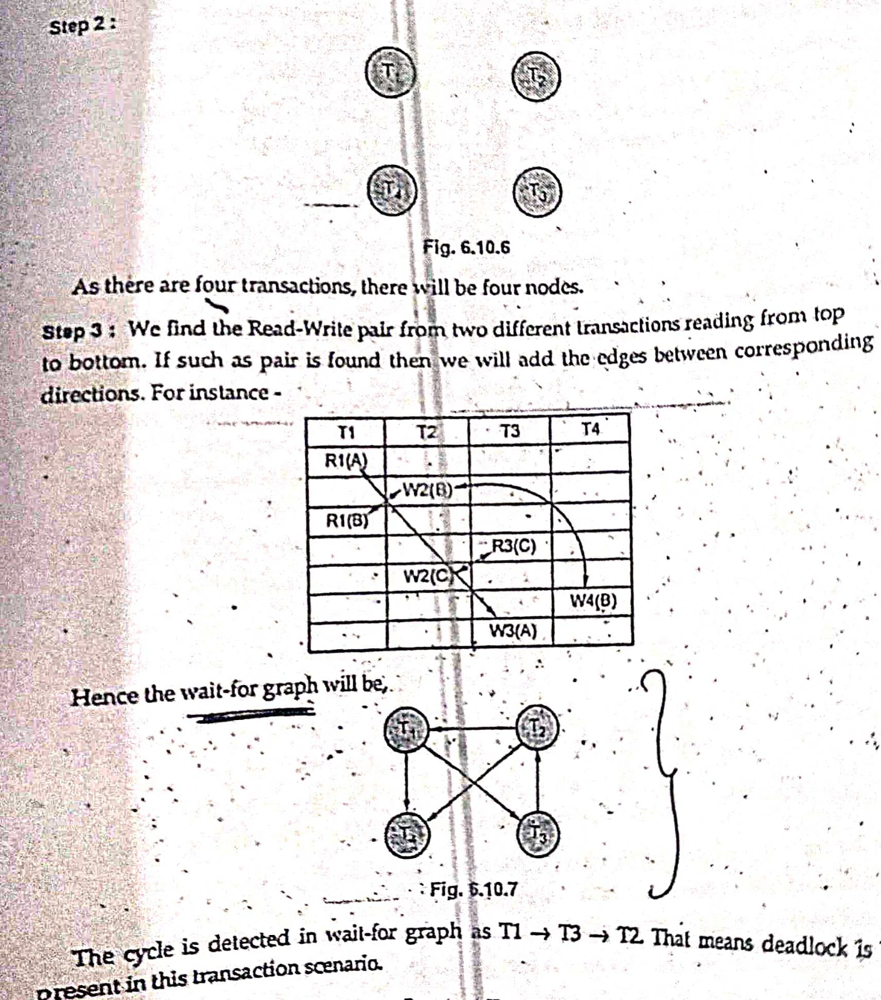 Step 2 :
T1 T2
T4 T3
Fig. 6.10.6
As there are four transactions, there will be four nodes.
Step 3 : We find the Read-Write pair from two different transactions reading from top
to bottom. If such as pair is found then we will add the edges between corresponding
directions. For instance -
T1 T2 T3 T4
R1(A)
W2(B)
R1(B)
R3(C)
W2(C)
W4(B)
W3(A)
Hence the wait-for graph will be,
T1 T2
T3
Fig. 6.10.7
The cycle is detected in wait-for graph as T1 → T3 → T2. That means deadlock is
present in this transaction scenario.